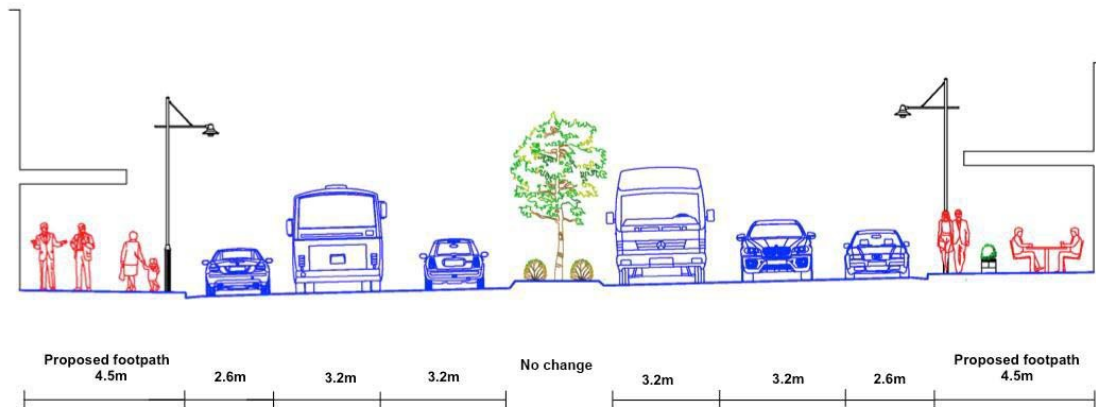 Proposed footpath
4.5m
2.6m
3.2m
3.2m
No change
3.2m
3.2m
2.6m
Proposed footpath
4.5m